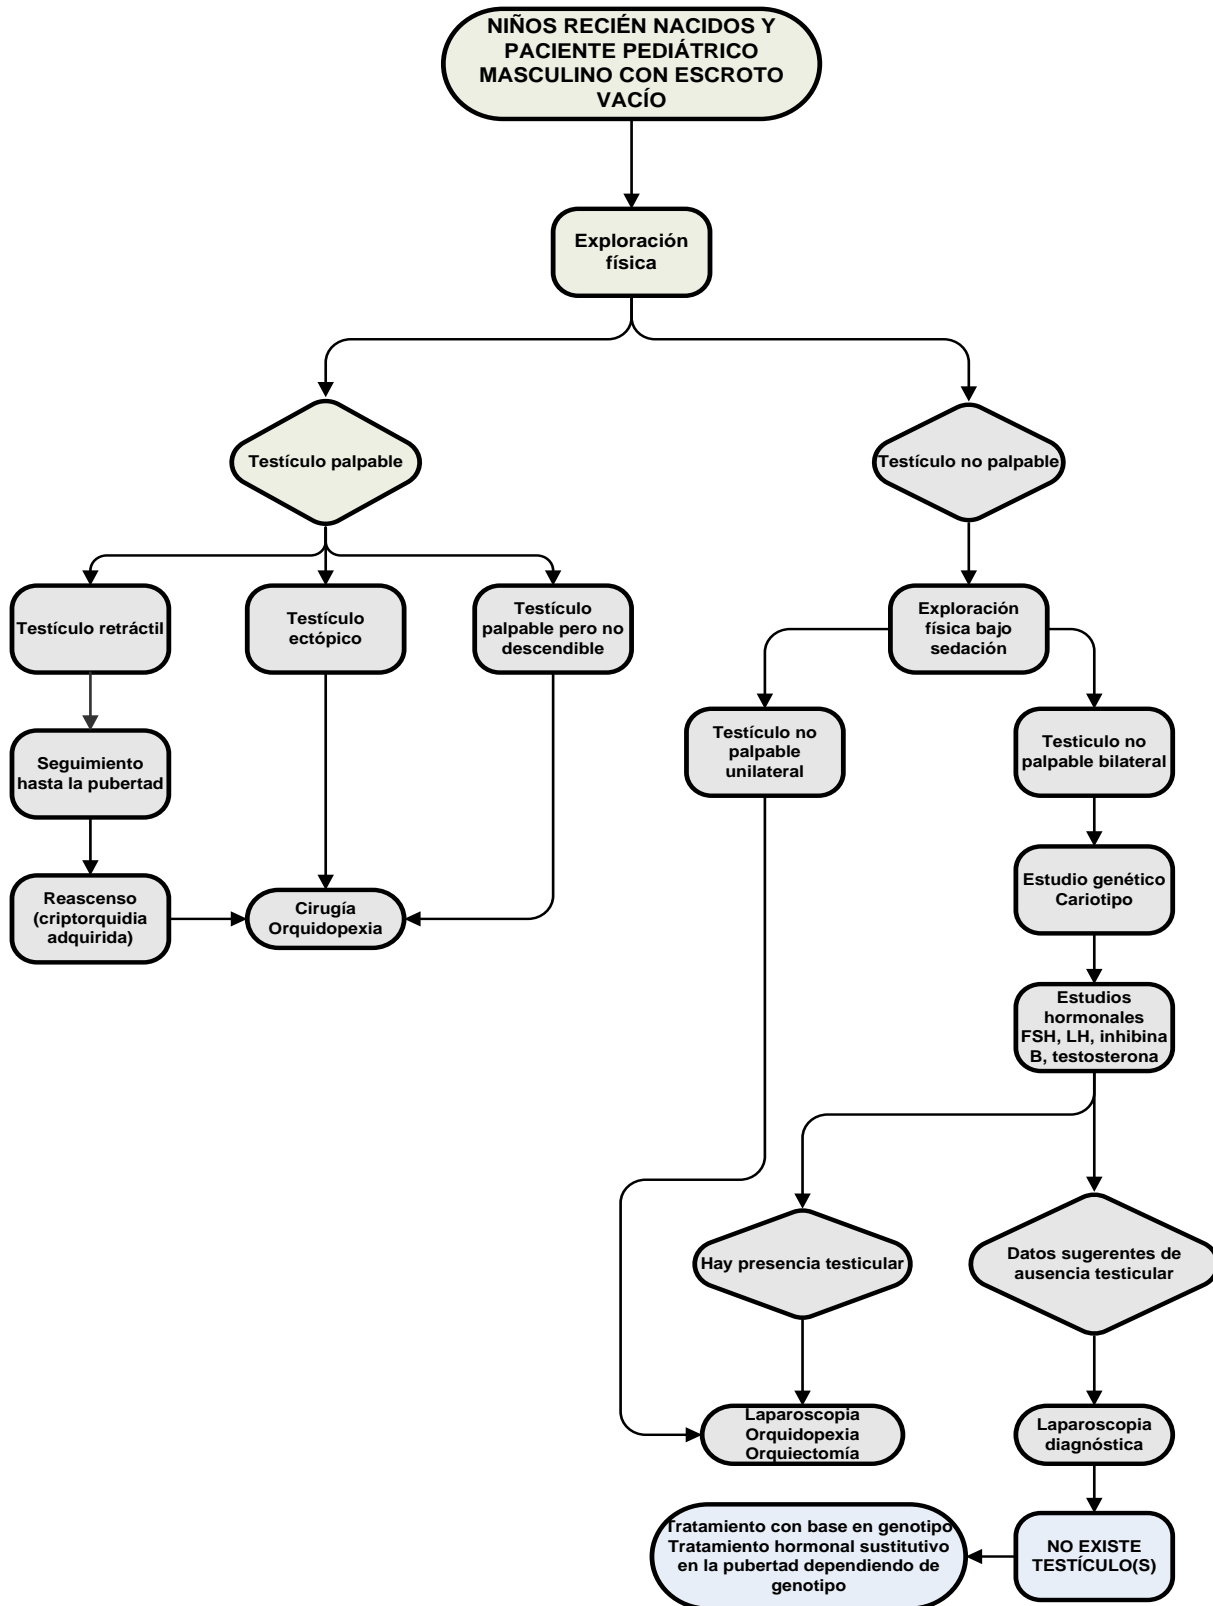 NIÑOS RECIÉN NACIDOS Y
PACIENTE PEDIÁTRICO
MASCULINO CON ESCROTO
VACÍO
Exploración
física
Testículo palpable
Testículo no palpable
Testículo retráctil
Testículo
ectópico
Testículo
palpable pero no
descendible
Exploración
física bajo
sedación
Seguimiento
hasta la pubertad
Testículo no
palpable
unilateral
Testiculo no
palpable bilateral
Reascenso
(criptorquidia
adquirida)
Cirugía
Orquidopexia
Estudio genético
Cariotipo
Estudios
hormonales
FSH, LH, inhibina
B, testosterona
Hay presencia testicular
Datos sugerentes de
ausencia testicular
Laparoscopia
Orquidopexia
Orquiectomía
Laparoscopia
diagnóstica
Tratamiento con base en genotipo
Tratamiento hormonal sustitutivo
en la pubertad dependiendo de
genotipo
NO EXISTE
TESTÍCULO(S)